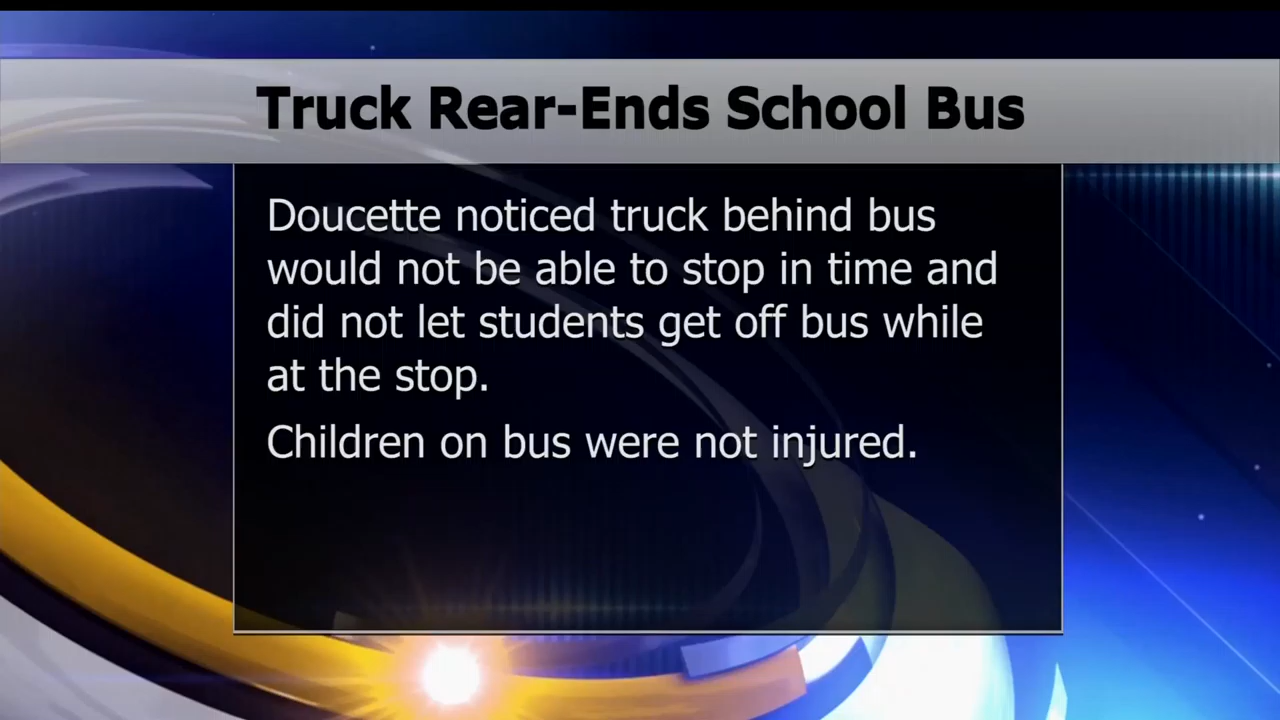 Truck Rear-Ends School Bus
Doucette noticed truck behind bus
would not be able to stop in time and
did not let students get off bus while
at the stop.
Children on bus were not injured.